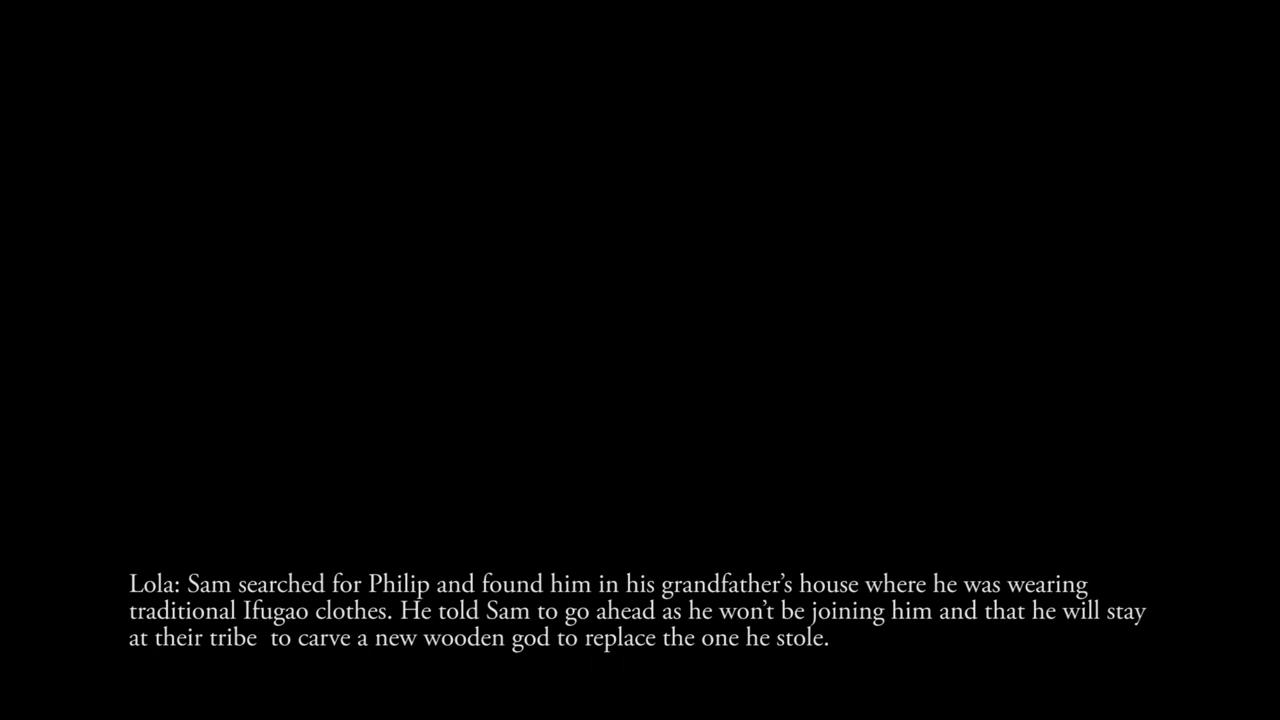 Lola: Sam searched for Philip and found him in his grandfather’s house where he was wearing
traditional Ifugao clothes. He told Sam to go ahead as he won’t be joining him and that he will stay
at their tribe  to carve a new wooden god to replace the one he stole.